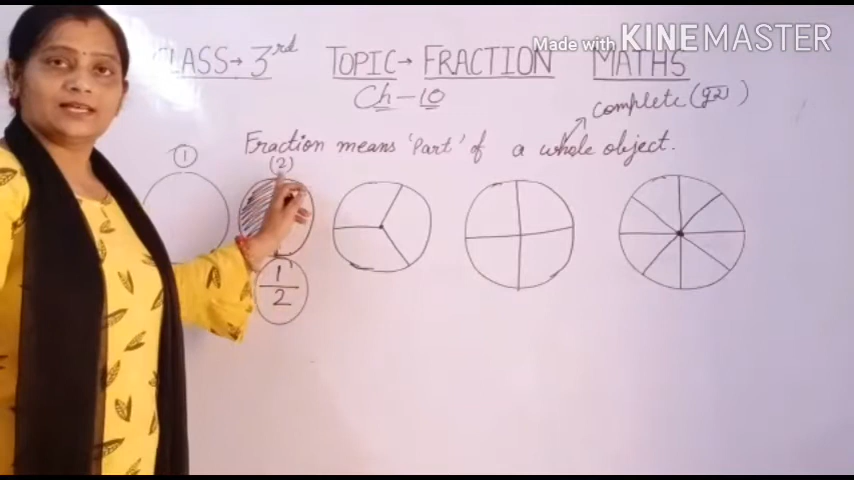 CLASS → 3rd TOPIC → FRACTION MATHS
Made with KINEMASTER
Ch - 10
complete (पूरा)
Fraction means 'Part' of a whole object.
1
(2)
1
2